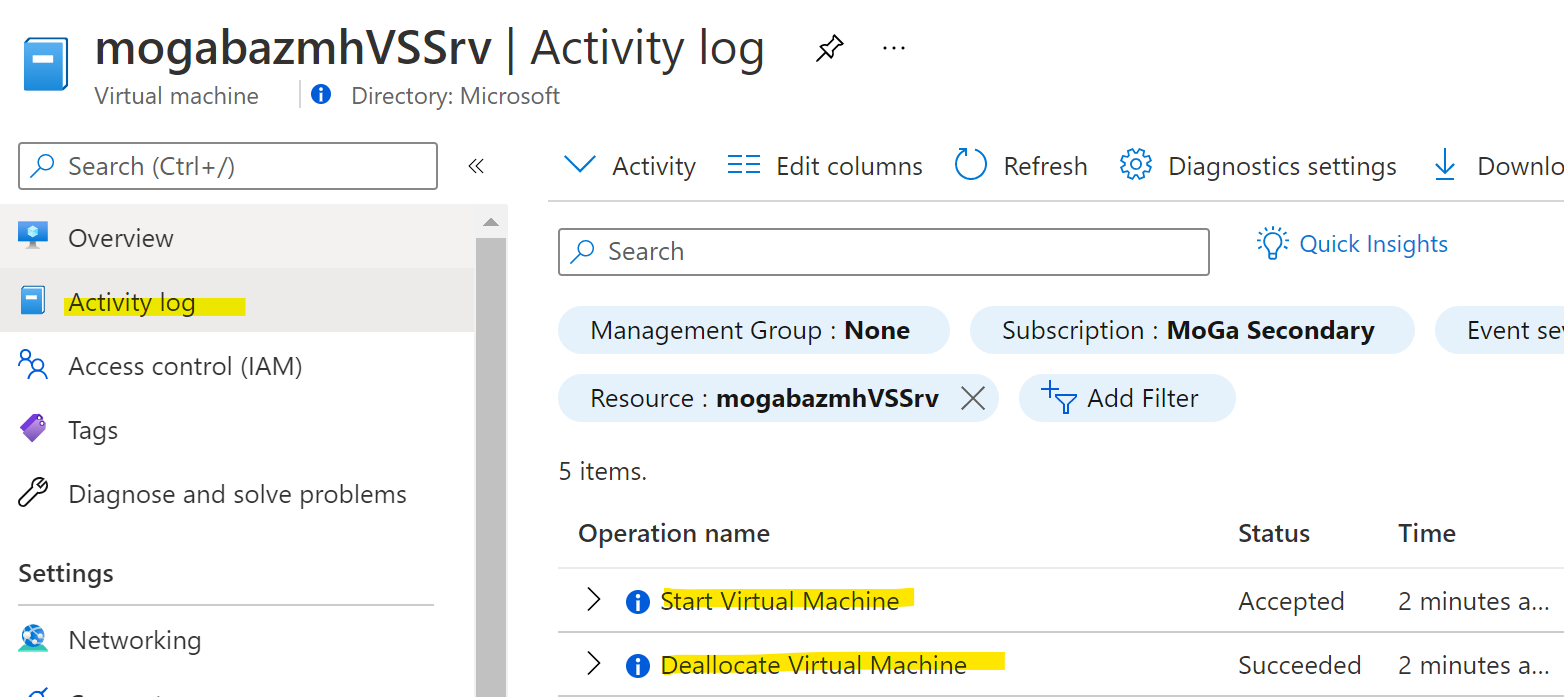 mogabazmhVSSrv | Activity log
Virtual machine
Directory: Microsoft
Search (Ctrl+/)
«
Activity
Edit columns
Refresh
Diagnostics settings
Downlo
Overview
Activity log
Access control (IAM)
Tags
Diagnose and solve problems
Settings
Networking
Search
Quick Insights
Management Group : None
Subscription : MoGa Secondary
Event se
Resource : mogabazmhVSSrv
Add Filter
5 items.
Operation name Status Time
Start Virtual Machine Accepted 2 minutes a...
Deallocate Virtual Machine Succeeded 2 minutes a...